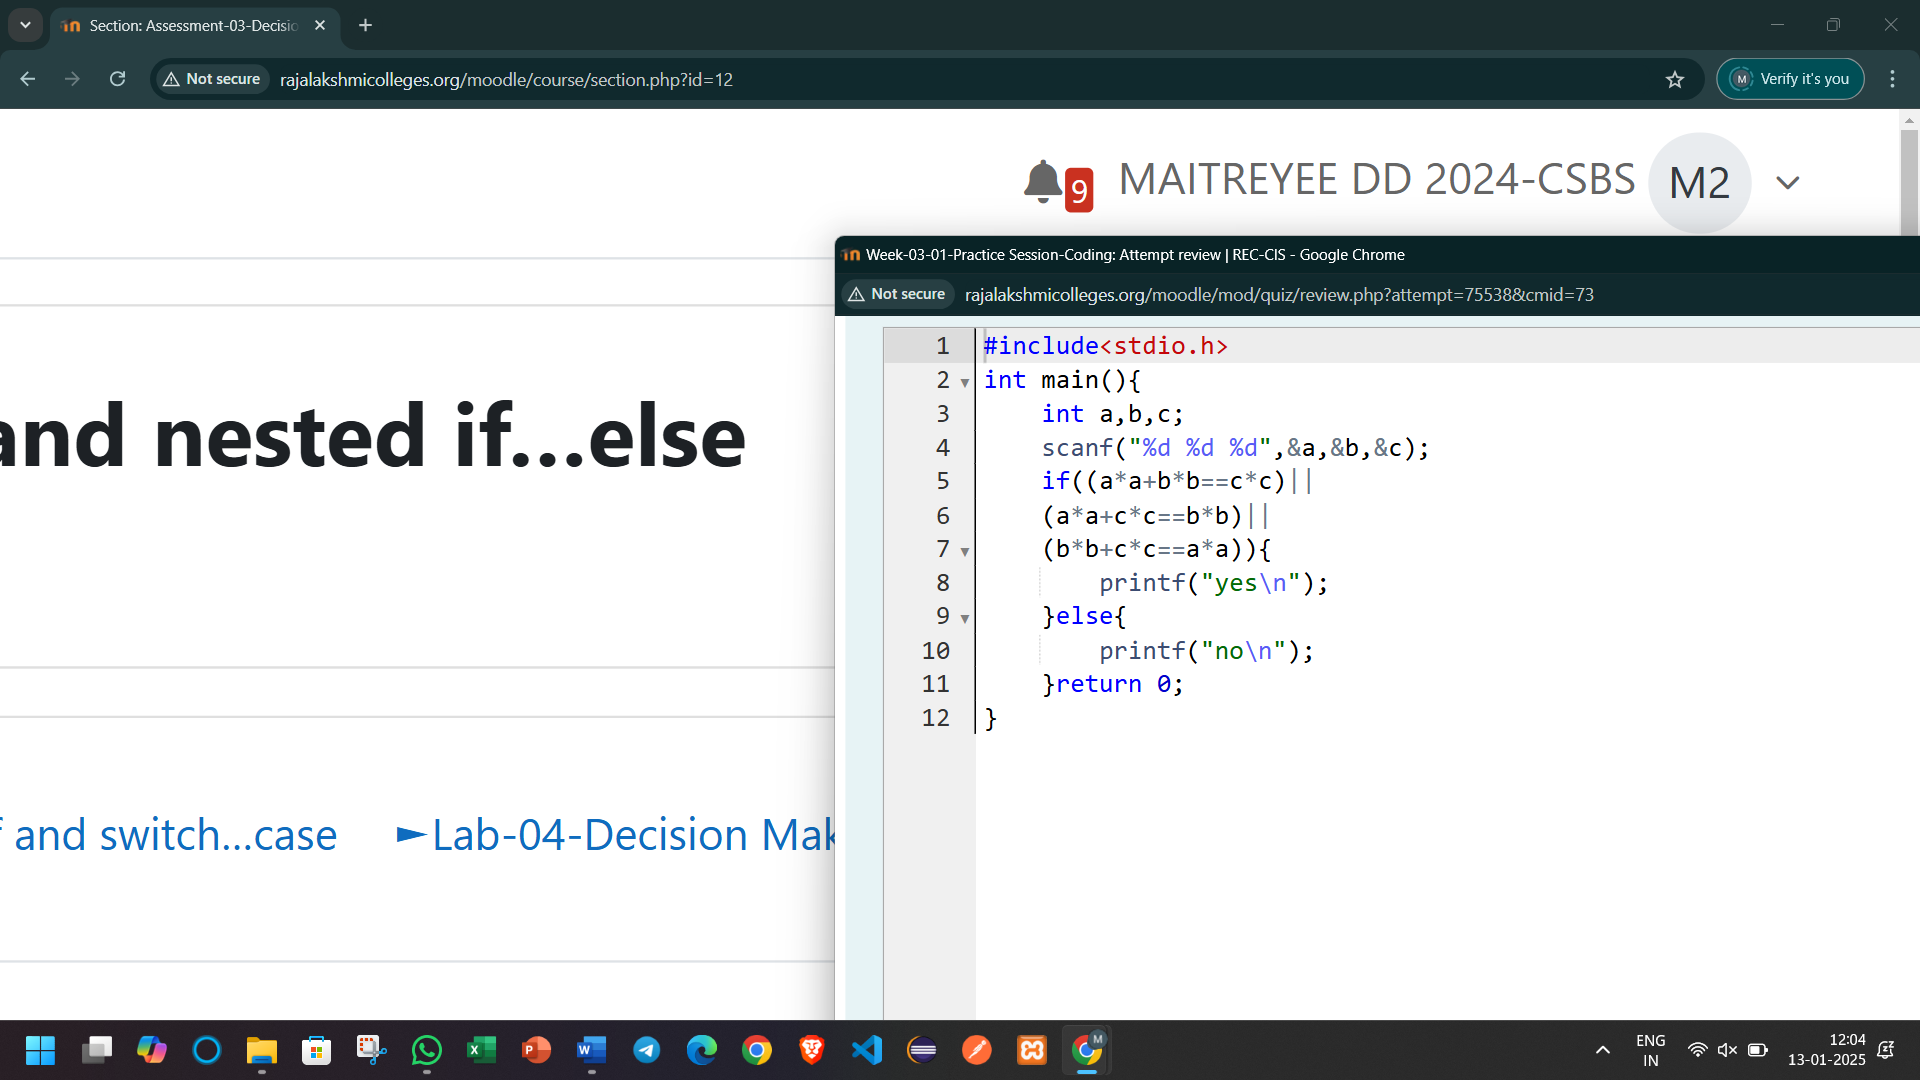 Section: Assessment-03-Decisio
Not secure
rajalakshmicolleges.org/moodle/course/section.php?id=12
M
Verify it's you
9
MAITREYEE DD 2024-CSBS
M2
and nested if...else
f and switch...case
►Lab-04-Decision Mak
Week-03-01-Practice Session-Coding: Attempt review | REC-CIS - Google Chrome
Not secure
rajalakshmicolleges.org/moodle/mod/quiz/review.php?attempt=75538&cmid=73
1 #include<stdio.h>
2 int main(){
3 int a,b,c;
4 scanf("%d %d %d",&a,&b,&c);
5 if((a*a+b*b==c*c)||
6 (a*a+c*c==b*b)||
7 (b*b+c*c==a*a)){
8 printf("yes\n");
9 }else{
10 printf("no\n");
11 }return 0;
12 }
M
ENG
IN
12:04
13-01-2025